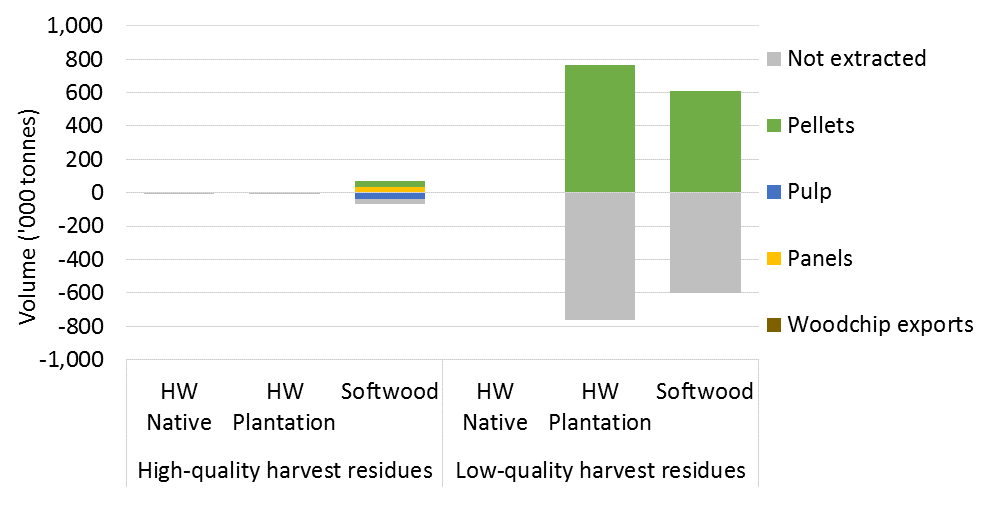 Volume ('000 tonnes)
1,000
800
600
400
200
0
-200
-400
-600
-800
-1,000
HW
Native
HW
Plantation
Softwood
HW
Native
HW
Plantation
Softwood
High-quality harvest residues
Low-quality harvest residues
Not extracted
Pellets
Pulp
Panels
Woodchip exports